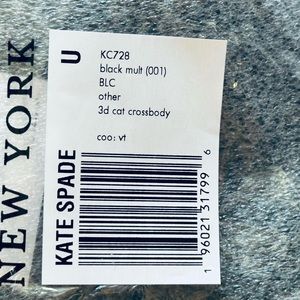 NEW YORK
KATE SPADE
U
KC728
black mult (001)
BLC
other
3d cat crossbody
coo: vt
1 96021 31799 6